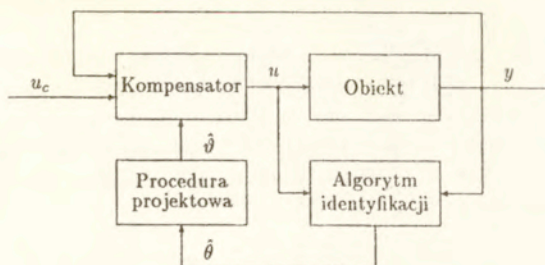 u_c
Kompensator
u
Obiekt
y
ϑ̂
Procedura
projektowa
Algorytm
identyfikacji
θ̂